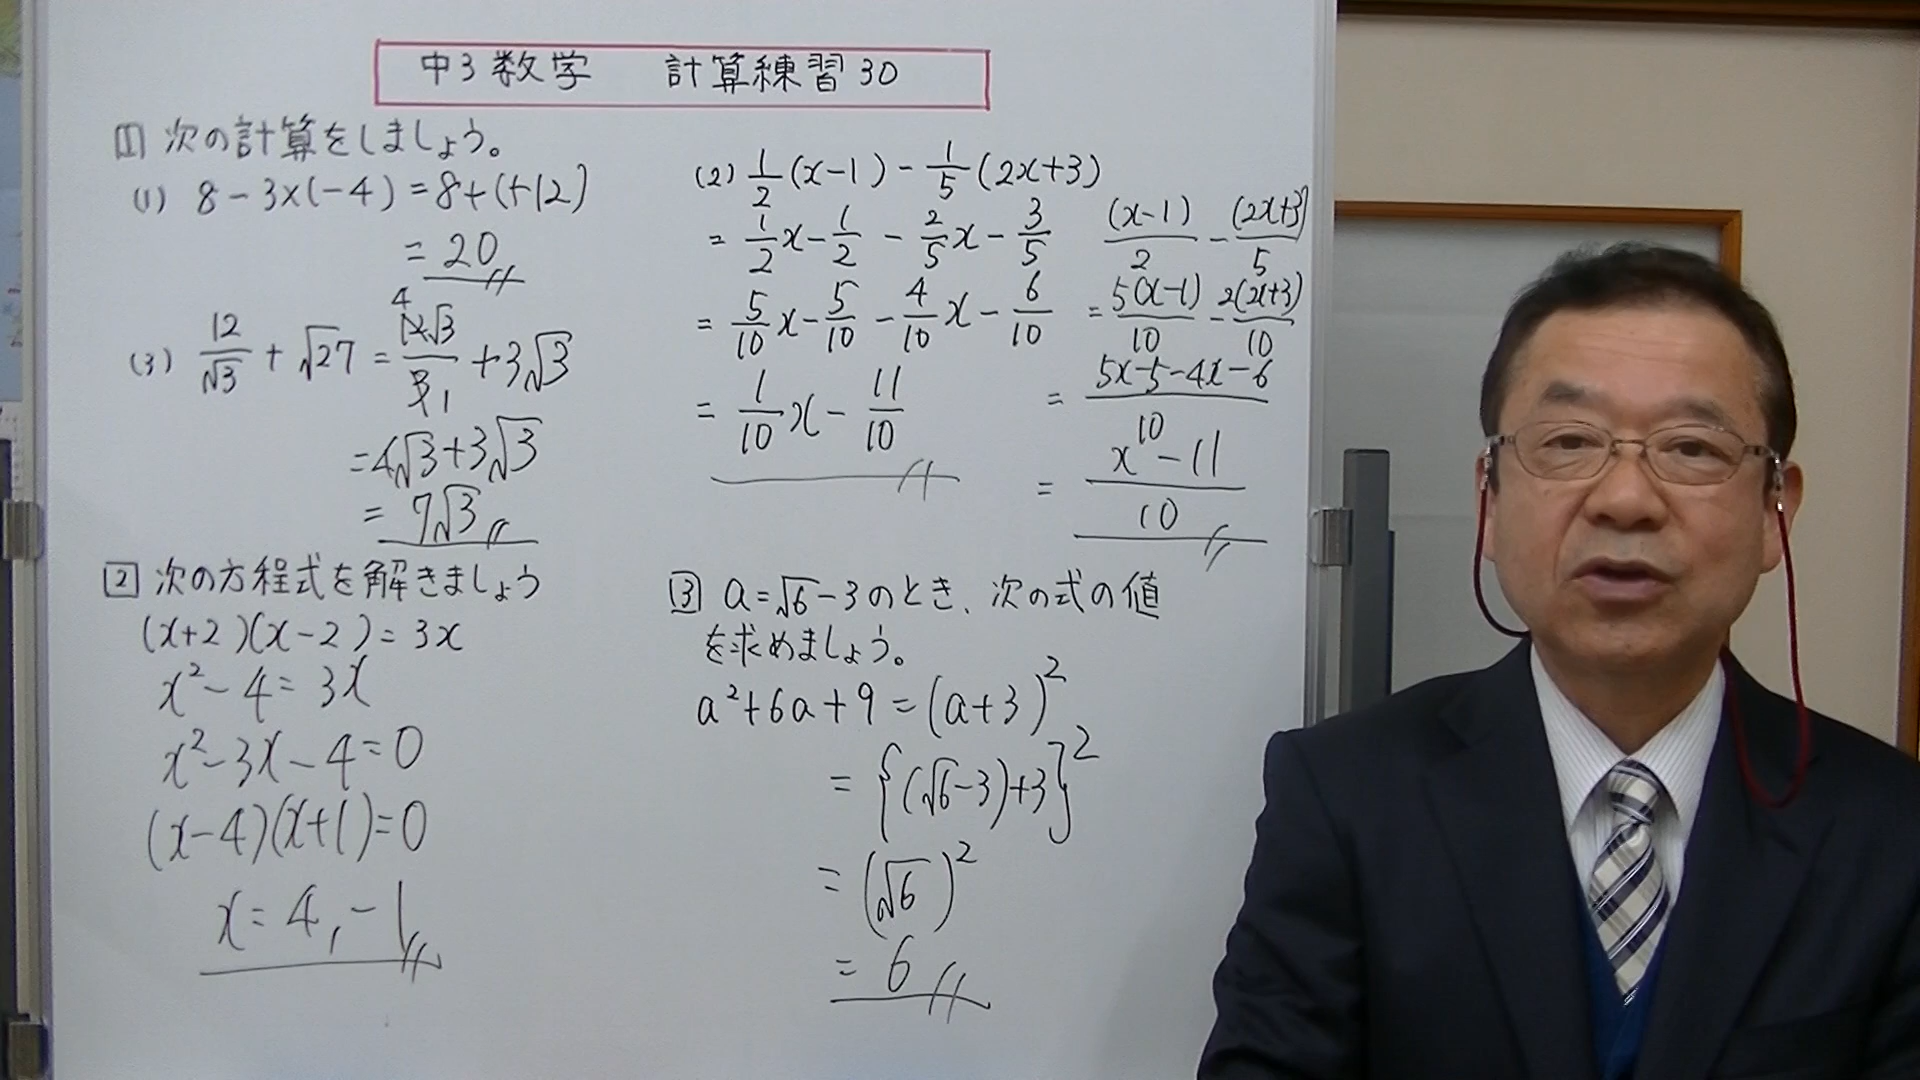 中3数学 計算練習30
1 次の計算をしましょう。
(1) 8-3×(-4)=8+(+12)
=20
(3) 12/√3+√27=12√3/3+3√3
4
1
=4√3+3√3
=7√3
(2) 1/2(x-1)-1/5(2x+3)
=1/2x-1/2-2/5x-3/5
=5/10x-5/10-4/10x-6/10
=1/10x-11/10
(x-1)/2-(2x+3)/5
=5(x-1)/10-2(2x+3)/10
=5x-5-4x-6/10
=x-11/10
2 次の方程式を解きましょう
(x+2)(x-2)=3x
x²-4=3x
x²-3x-4=0
(x-4)(x+1)=0
x=4,-1
3 a=√6-3のとき、次の式の値
を求めましょう。
a²+6a+9=(a+3)²
={(√6-3)+3}²
=(√6)²
=6